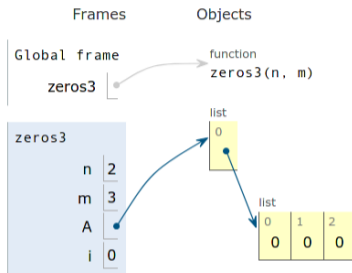 Frames Objects
Global frame
zeros3
function
zeros3(n, m)
list
0
zeros3
n 2
m 3
A
i 0
list
0 1 2
0 0 0